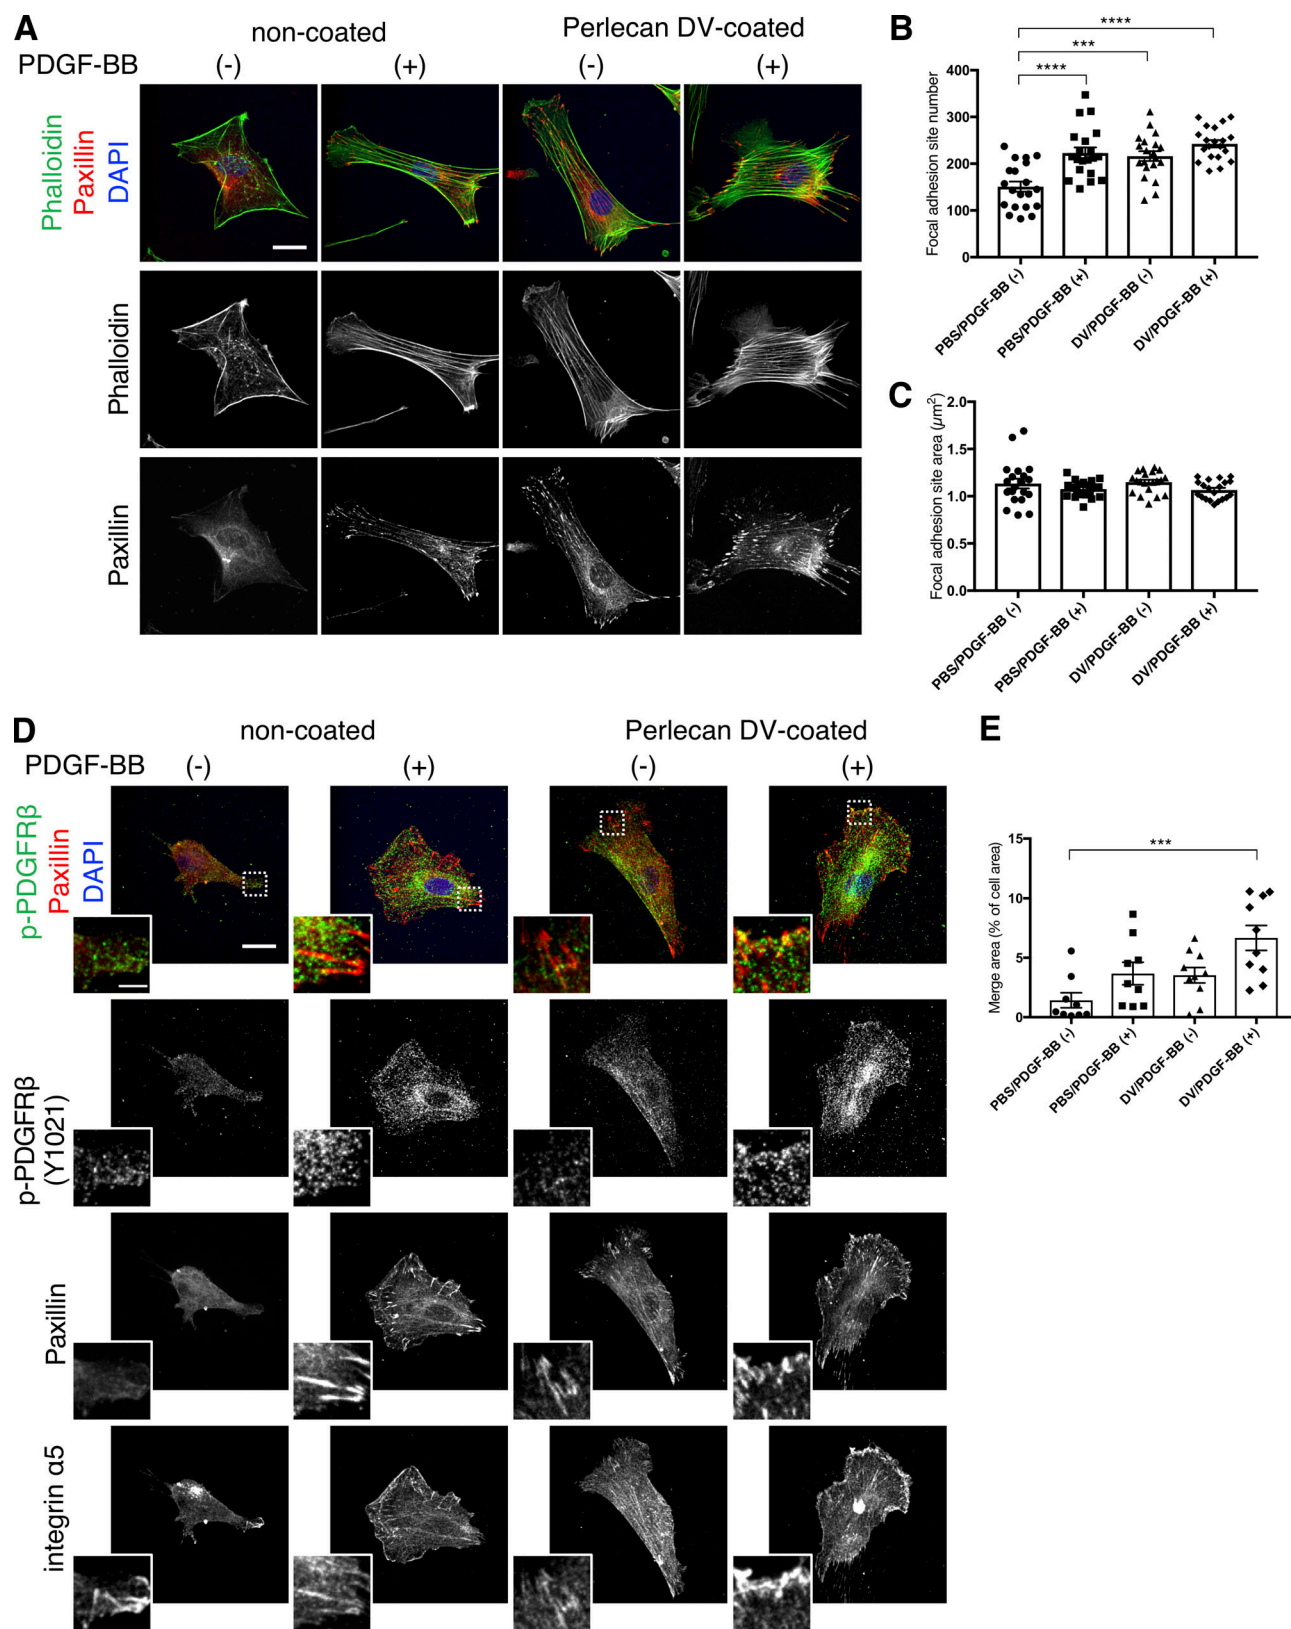 A
non-coated
Perlecan DV-coated
PDGF-BB
(-)
(+)
(-)
(+)
Phalloidin
Paxillin
DAPI
Phalloidin
Paxillin
B
****
***
****
Focal adhesion site number
400
300
200
100
0
PBS/PDGF-BB (-)
PBS/PDGF-BB (+)
DV/PDGF-BB (-)
DV/PDGF-BB (+)
C
Focal adhesion site area (µm²)
2.0
1.5
1.0
0.5
0.0
PBS/PDGF-BB (-)
PBS/PDGF-BB (+)
DV/PDGF-BB (-)
DV/PDGF-BB (+)
D
non-coated
Perlecan DV-coated
PDGF-BB
(-)
(+)
(-)
(+)
p-PDGFRβ
Paxillin
DAPI
p-PDGFRβ
(Y1021)
Paxillin
integrin α5
E
***
Merge area (% of cell area)
15
10
5
0
PBS/PDGF-BB (-)
PBS/PDGF-BB (+)
DV/PDGF-BB (-)
DV/PDGF-BB (+)